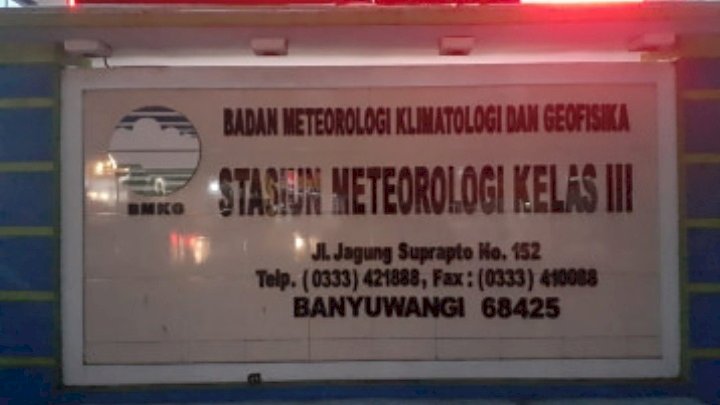 BADAN METEOROLOGI KLIMATOLOGI DAN GEOFISIKA
BMKG
STASIUN METEOROLOGI KELAS III
Jl. Jagung Suprapto No. 152
Telp. (0333) 421888, Fax : (0333) 410088
BANYUWANGI 68425